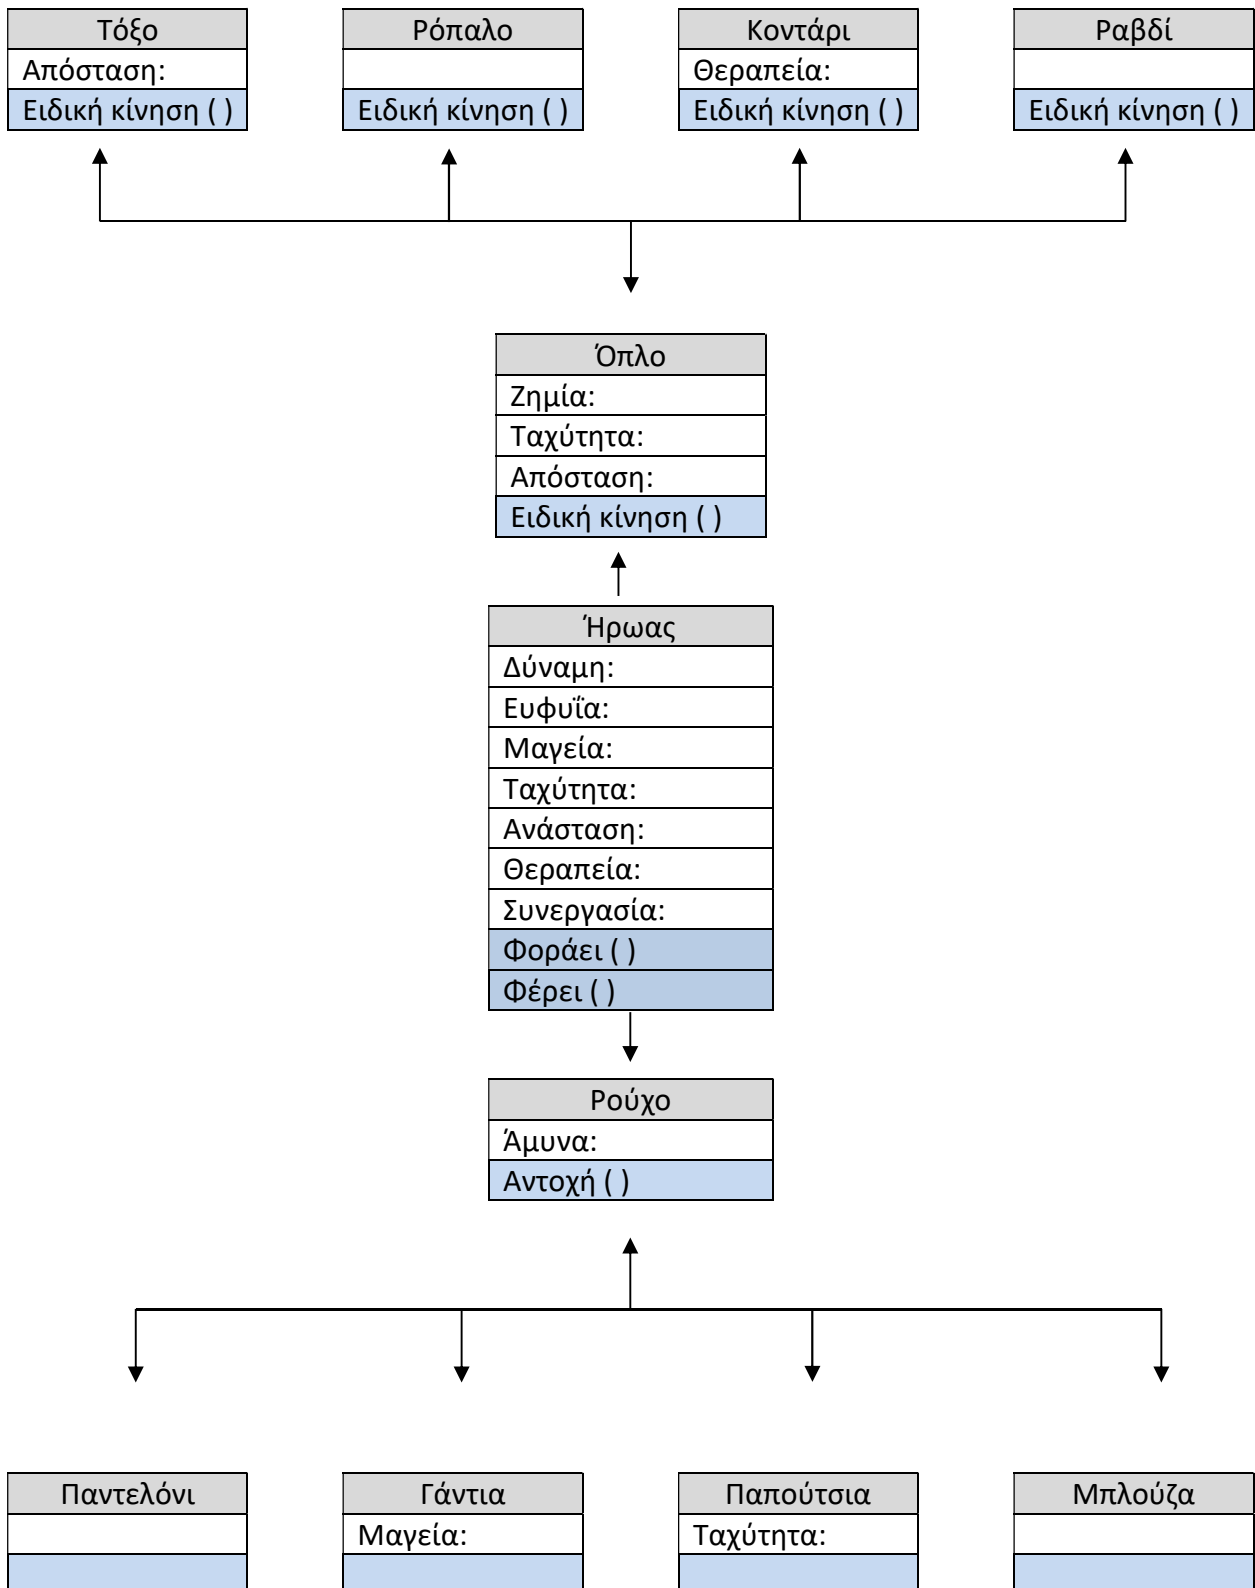 Τόξο
Ρόπαλο
Κοντάρι
Ραβδί
Απόσταση:
Θεραπεία:
Ειδική κίνηση ( )
Ειδική κίνηση ( )
Ειδική κίνηση ( )
Ειδική κίνηση ( )
Όπλο
Ζημία:
Ταχύτητα:
Απόσταση:
Ειδική κίνηση ( )
Ήρωας
Δύναμη:
Ευφυΐα:
Μαγεία:
Ταχύτητα:
Ανάσταση:
Θεραπεία:
Συνεργασία:
Φοράει ( )
Φέρει ( )
Ρούχο
Άμυνα:
Αντοχή ( )
Παντελόνι
Γάντια
Παπούτσια
Μπλούζα
Μαγεία:
Ταχύτητα: